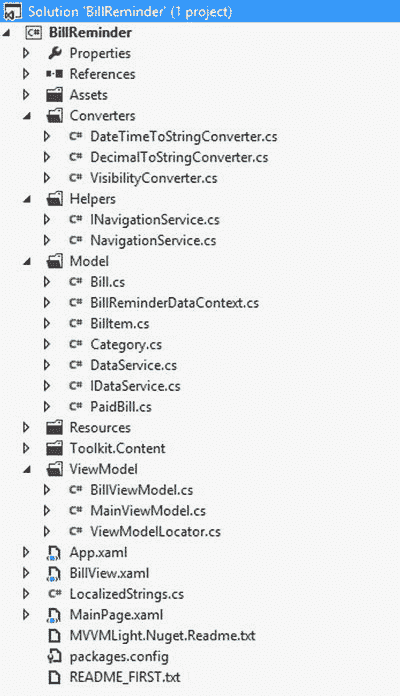 Solution 'BillReminder' (1 project)
C# BillReminder
Properties
References
Assets
Converters
C# DateTimeToStringConverter.cs
C# DecimalToStringConverter.cs
C# VisibilityConverter.cs
Helpers
C# INavigationService.cs
C# NavigationService.cs
Model
C# Bill.cs
C# BillReminderDataContext.cs
C# BillItem.cs
C# Category.cs
C# DataService.cs
C# IDataService.cs
C# PaidBill.cs
Resources
Toolkit.Content
ViewModel
C# BillViewModel.cs
C# MainViewModel.cs
C# ViewModelLocator.cs
App.xaml
BillView.xaml
C# LocalizedStrings.cs
MainPage.xaml
MVVMLight.Nuget.Readme.txt
packages.config
README_FIRST.txt